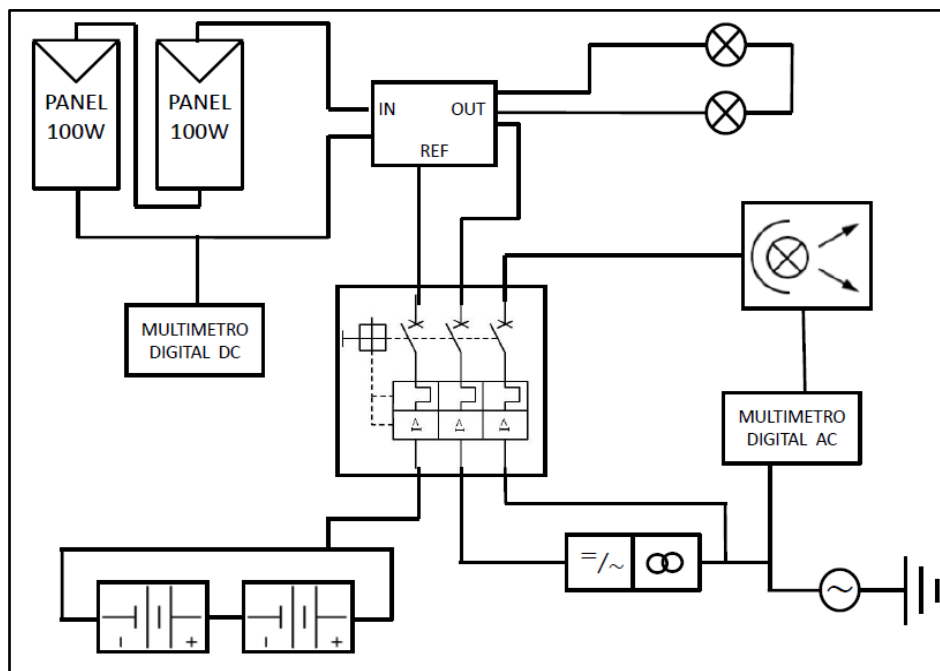 PANEL
100W
PANEL
100W
IN
OUT
REF
MULTIMETRO
DIGITAL DC
MULTIMETRO
DIGITAL AC
I>
I>
I>
=/~
~
- +
- +